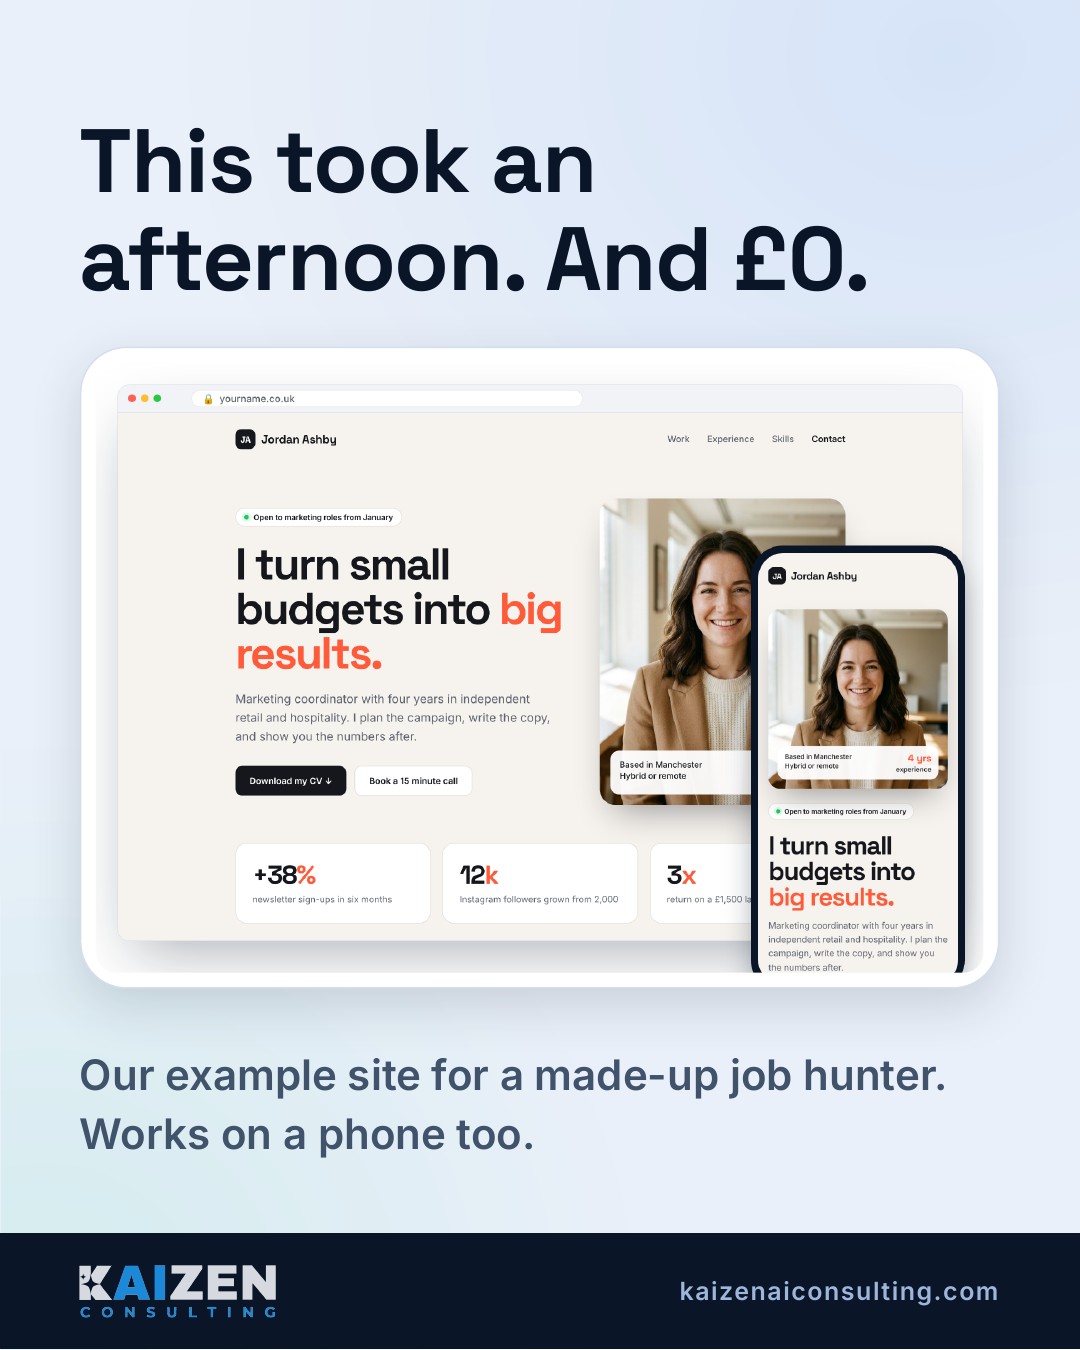 This took an
afternoon. And £0.
yourname.co.uk
JA Jordan Ashby
Work Experience Skills Contact
Open to marketing roles from January
I turn small
budgets into big
results.
Marketing coordinator with four years in independent
retail and hospitality. I plan the campaign, write the copy,
and show you the numbers after.
Download my CV ↓ Book a 15 minute call
Based in Manchester
Hybrid or remote
+38%
newsletter sign-ups in six months
12k
Instagram followers grown from 2,000
3x
return on a £1,500
JA Jordan Ashby
Based in Manchester
Hybrid or remote
4 yrs
experience
Open to marketing roles from January
I turn small
budgets into
big results.
Marketing coordinator with four years in
independent retail and hospitality. I plan the
campaign, write the copy, and show you
the numbers after.
Our example site for a made-up job hunter.
Works on a phone too.
KAIZEN
CONSULTING
kaizenaiconsulting.com